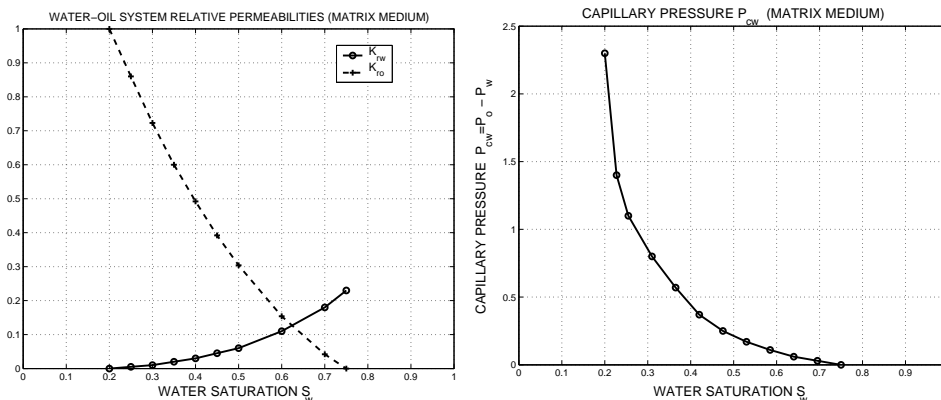 WATER-OIL SYSTEM RELATIVE PERMEABILITIES (MATRIX MEDIUM)
1
0.9
0.8
0.7
0.6
0.5
0.4
0.3
0.2
0.1
0
K_rw
K_ro
0 0.1 0.2 0.3 0.4 0.5 0.6 0.7 0.8 0.9 1
WATER SATURATION S_w
CAPILLARY PRESSURE P_cw (MATRIX MEDIUM)
CAPILLARY PRESSURE P_cw=P_o - P_w
2.5
2
1.5
1
0.5
0
0 0.1 0.2 0.3 0.4 0.5 0.6 0.7 0.8 0.9
WATER SATURATION S_w